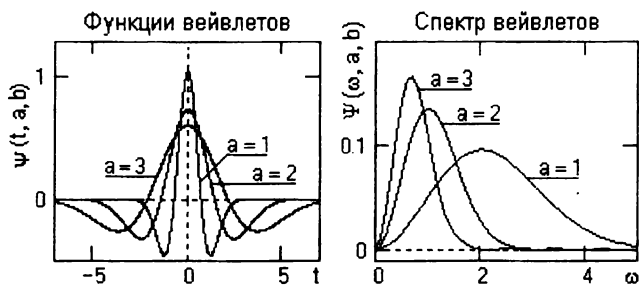 Функции вейвлетов
ψ(t, a, b)
1
0
a=3
a=1
a=2
−5
0
5
t
Спектр вейвлетов
Ψ(ω, a, b)
0.1
0
a=3
a=2
a=1
0
2
4
ω